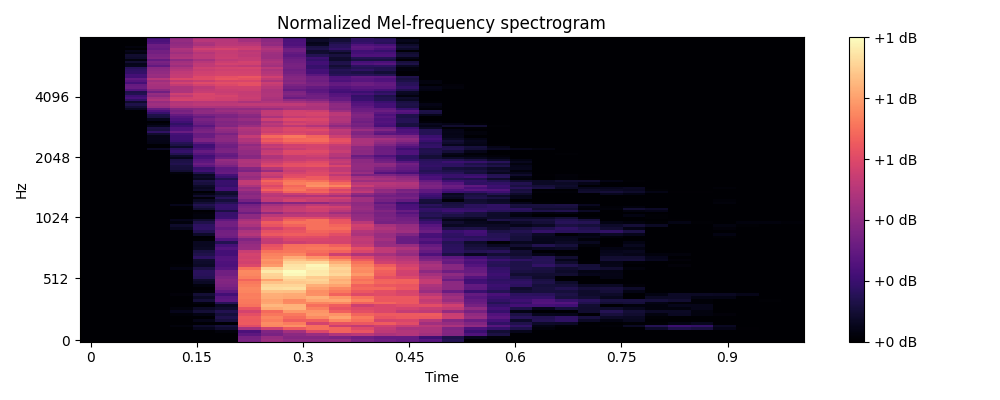 Normalized Mel-frequency spectrogram
+1 dB
4096
+1 dB
2048
+1 dB
Hz
1024
+0 dB
512
+0 dB
0
+0 dB
0 0.15 0.3 0.45 0.6 0.75 0.9
Time